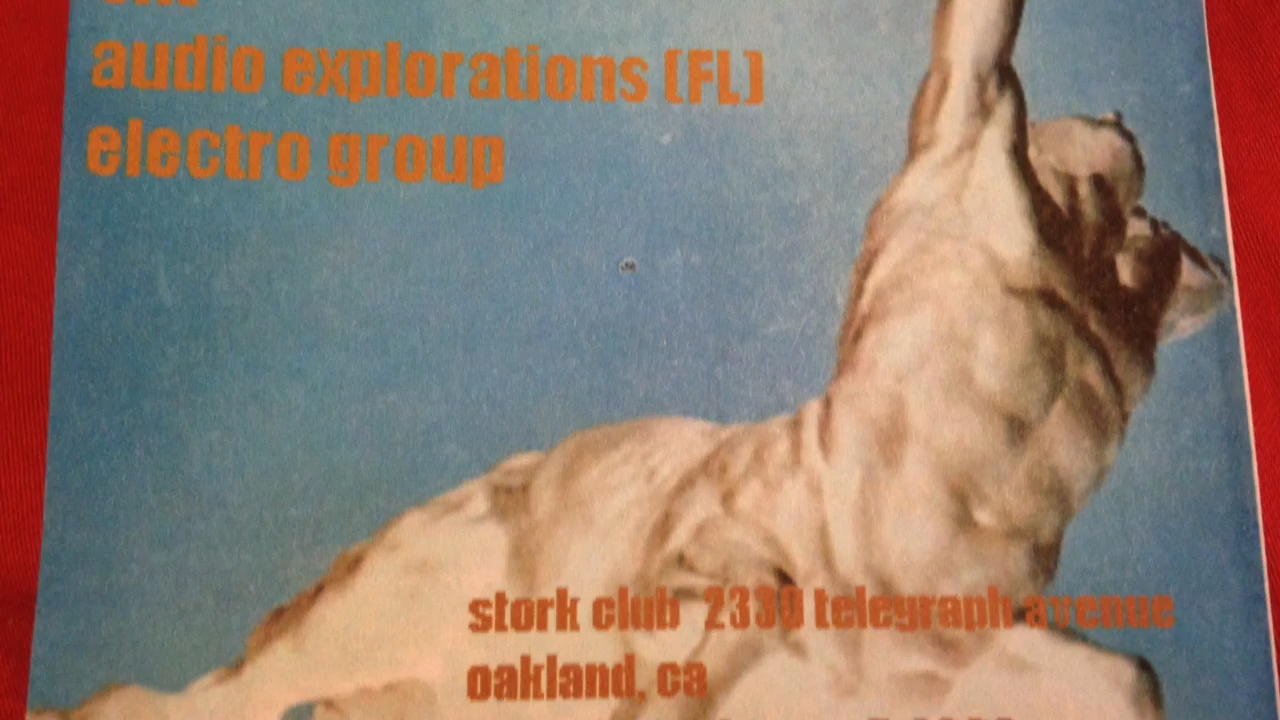 audio explorations (FL)
electro group
stork club 2330 telegraph avenue
oakland, ca